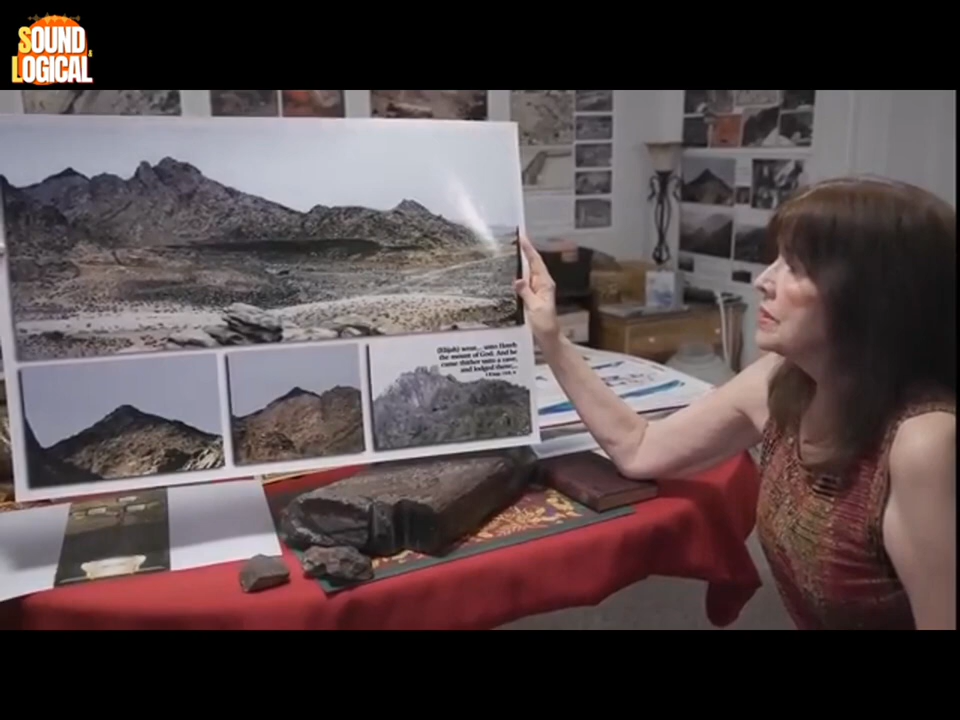 SOUND
&
LOGICAL
(Elijah) went... unto Horeb
the mount of God. And he
came thither unto a cave,
and lodged there;...